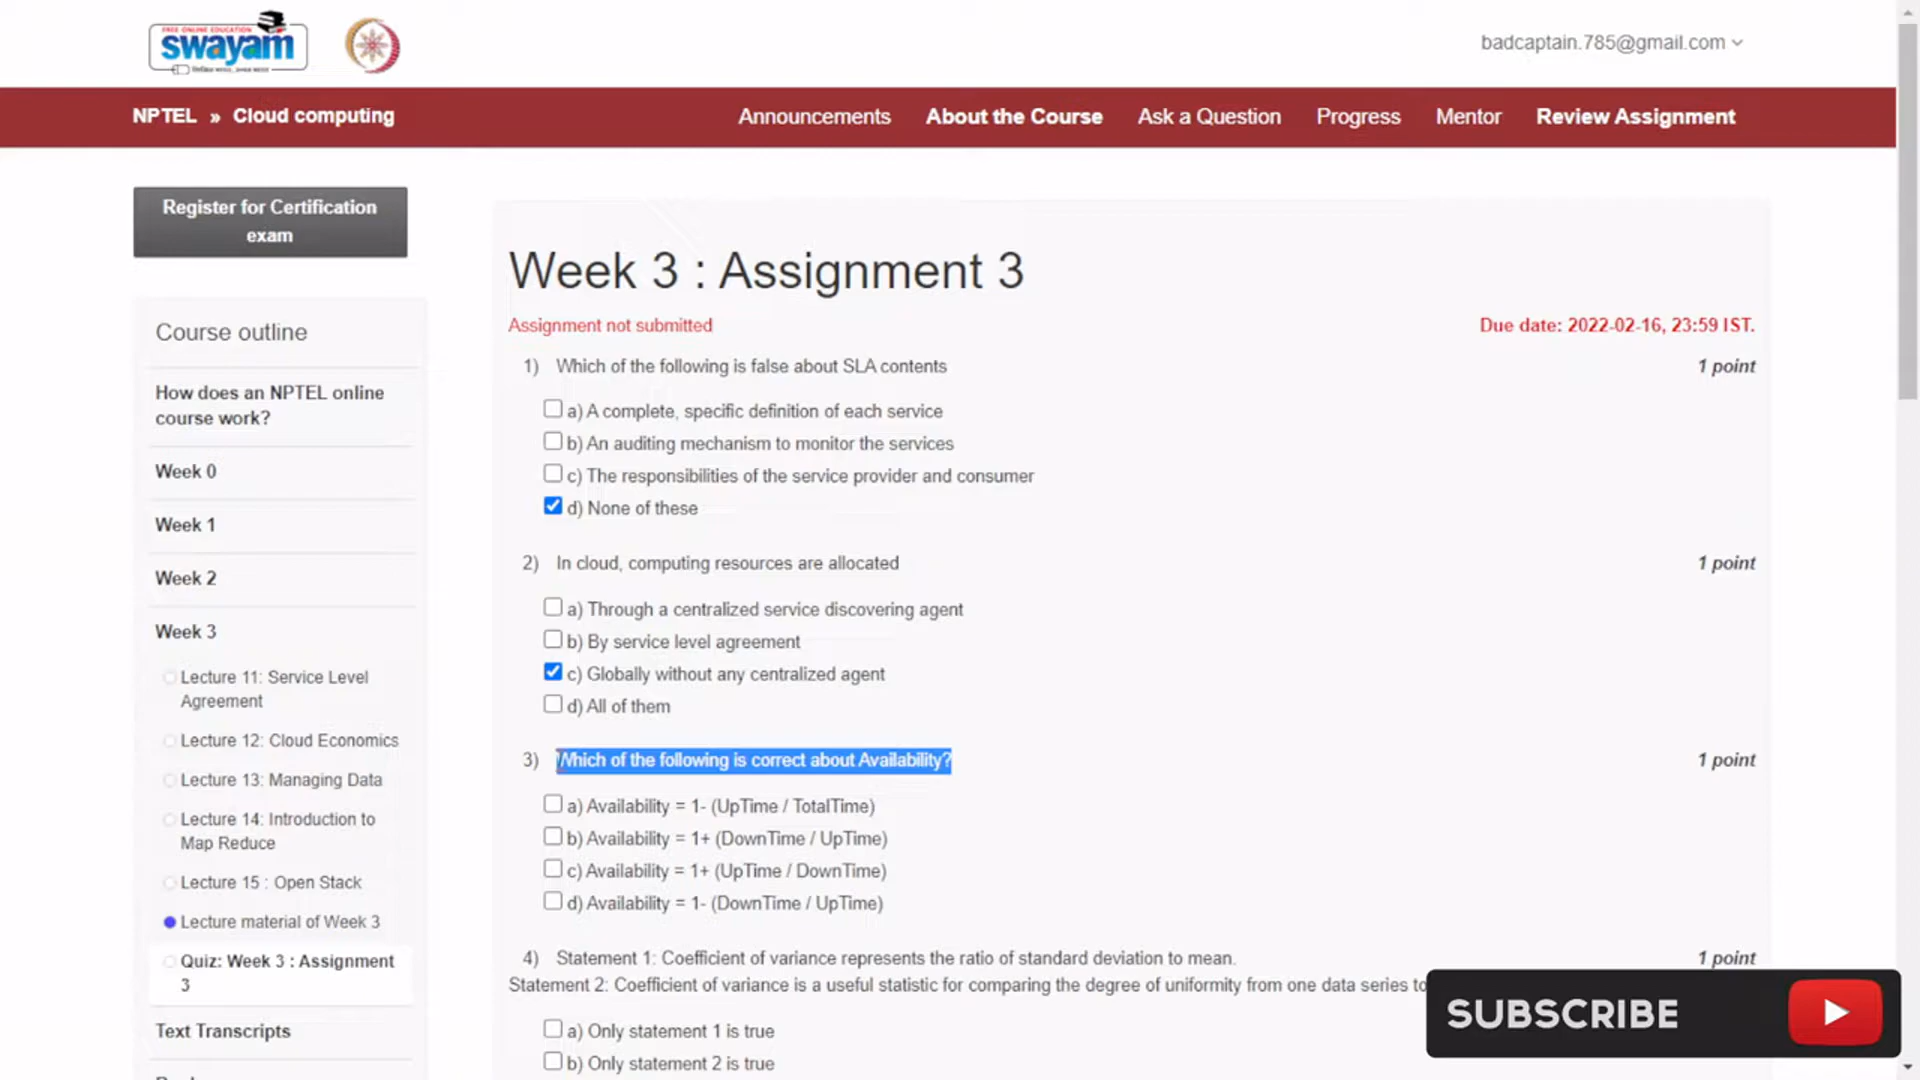 FREE ONLINE EDUCATION
swayam
badcaptain.785@gmail.com
NPTEL » Cloud computing
Announcements
About the Course
Ask a Question
Progress
Mentor
Review Assignment
Register for Certification
exam
Course outline
How does an NPTEL online
course work?
Week 0
Week 1
Week 2
Week 3
Lecture 11: Service Level
Agreement
Lecture 12: Cloud Economics
Lecture 13: Managing Data
Lecture 14: Introduction to
Map Reduce
Lecture 15 : Open Stack
Lecture material of Week 3
Quiz: Week 3 : Assignment
3
Text Transcripts
Week 3 : Assignment 3
Assignment not submitted
Due date: 2022-02-16, 23:59 IST.
1) Which of the following is false about SLA contents 1 point
a) A complete, specific definition of each service
b) An auditing mechanism to monitor the services
c) The responsibilities of the service provider and consumer
d) None of these
2) In cloud, computing resources are allocated 1 point
a) Through a centralized service discovering agent
b) By service level agreement
c) Globally without any centralized agent
d) All of them
3) Which of the following is correct about Availability? 1 point
a) Availability = 1- (UpTime / TotalTime)
b) Availability = 1+ (DownTime / UpTime)
c) Availability = 1+ (UpTime / DownTime)
d) Availability = 1- (DownTime / UpTime)
4) Statement 1: Coefficient of variance represents the ratio of standard deviation to mean. 1 point
Statement 2: Coefficient of variance is a useful statistic for comparing the degree of uniformity from one data series to
a) Only statement 1 is true
b) Only statement 2 is true
SUBSCRIBE